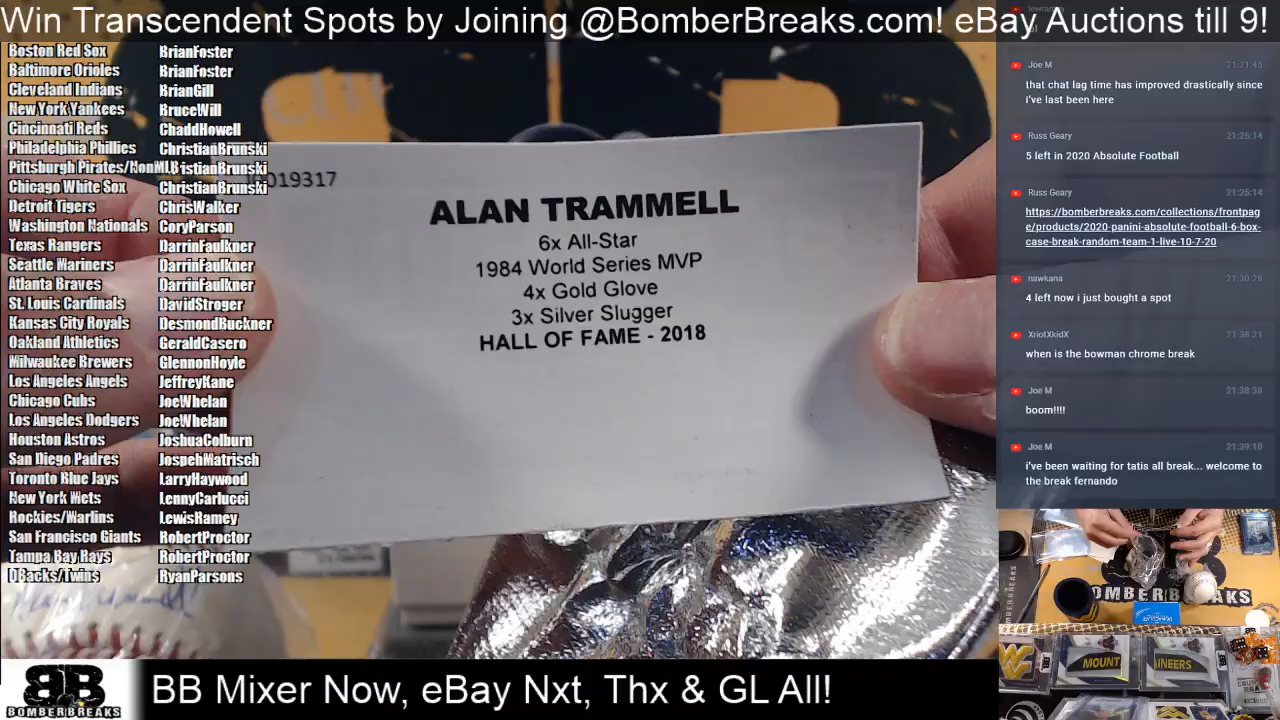 Win Transcendent Spots by Joining @BomberBreaks.com! eBay Auctions till 9!
Boston Red Sox BrianFoster
Baltimore Orioles BrianFoster
Cleveland Indians BrianGill
New York Yankees BruceWill
Cincinnati Reds ChaddHowell
Philadelphia Phillies ChristianBrunski
Pittsburgh Pirates/NonMLB ChristianBrunski
Chicago White Sox ChristianBrunski
Detroit Tigers ChrisWalker
Washington Nationals CoryParson
Texas Rangers DarrinFaulkner
Seattle Mariners DarrinFaulkner
Atlanta Braves DarrinFaulkner
St. Louis Cardinals DavidStroger
Kansas City Royals DesmondBuckner
Oakland Athletics GeraldCasero
Milwaukee Brewers GlennonHoyle
Los Angeles Angels JeffreyKane
Chicago Cubs JoeWhelan
Los Angeles Dodgers JoeWhelan
Houston Astros JoshuaColburn
San Diego Padres JospehMatrisch
Toronto Blue Jays LarryHaywood
New York Mets LennyCarlucci
Rockies/Marlins LewisRamey
San Francisco Giants RobertProctor
Tampa Bay Rays RobertProctor
DBacks/Twins RyanParsons
019317
ALAN TRAMMELL
6x All-Star
1984 World Series MVP
4x Gold Glove
3x Silver Slugger
HALL OF FAME - 2018
Joe M 21:21:45
that chat lag time has improved drastically since
i've last been here
Russ Geary 21:25:14
5 left in 2020 Absolute Football
Russ Geary 21:25:14
https://bomberbreaks.com/collections/frontpag
e/products/2020-panini-absolute-football-6-box-
case-break-random-team-1-live-10-7-20
nawkana 21:30:28
4 left now i just bought a spot
XriotXkidX 21:38:21
when is the bowman chrome break
Joe M 21:38:38
boom!!!!
Joe M 21:39:10
i've been waiting for tatis all break... welcome to
the break fernando
BOMBERBREAKS
MOUNT
AINEERS
BB
BOMBERBREAKS
BB Mixer Now, eBay Nxt, Thx & GL All!